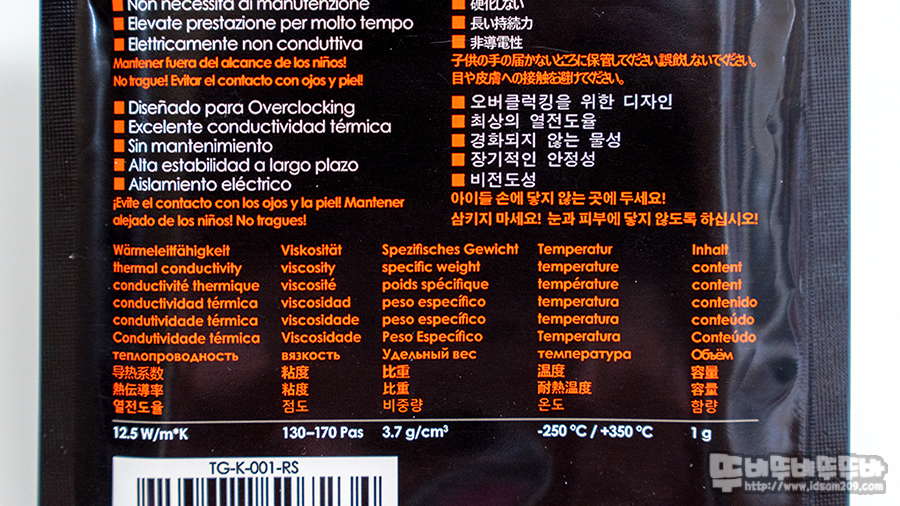 Non necessita di manutenzione
Elevate prestazione per molto tempo
Elettricamente non conduttiva
Mantener fuera del alcance de los niños!
No trague! Evitar el contacto con ojos y piel!
Diseñado para Overclocking
Excelente conductividad térmica
Sin mantenimiento
Alta estabilidad a largo plazo
Aislamiento eléctrico
¡Evite el contacto con los ojos y la piel! Mantener
alejado de los niños! No tragues!
硬化しない
長い持続力
非導電性
子供の手の届かないところに保管してください。誤飲しないでください。
目や皮膚への接触を避けてください。
오버클럭킹을 위한 디자인
최상의 열전도율
경화되지 않는 물성
장기적인 안정성
비전도성
아이들 손에 닿지 않는 곳에 두세요!
삼키지 마세요! 눈과 피부에 닿지 않도록 하십시오!
Wärmeleitfähigkeit Viskosität Spezifisches Gewicht Temperatur Inhalt
thermal conductivity viscosity specific weight temperature content
conductivité thermique viscosité poids spécifique température content
conductividad térmica viscosidad peso específico temperatura contenido
condutividade térmica viscosidade peso específico temperatura conteúdo
Condutividade térmica Viscosidade Peso Específico Temperatura Conteúdo
теплопроводность вязкость Удельный вес температура Объём
导热系数 粘度 比重 温度 容量
熱伝導率 粘度 比重 耐熱温度 容量
열전도율 점도 비중량 온도 함량
12.5 W/m*K 130–170 Pas 3.7 g/cm³ -250 °C / +350 °C 1 g
TG-K-001-RS
뚜바뚜바뚜뚜바
http://www.idsam209.com